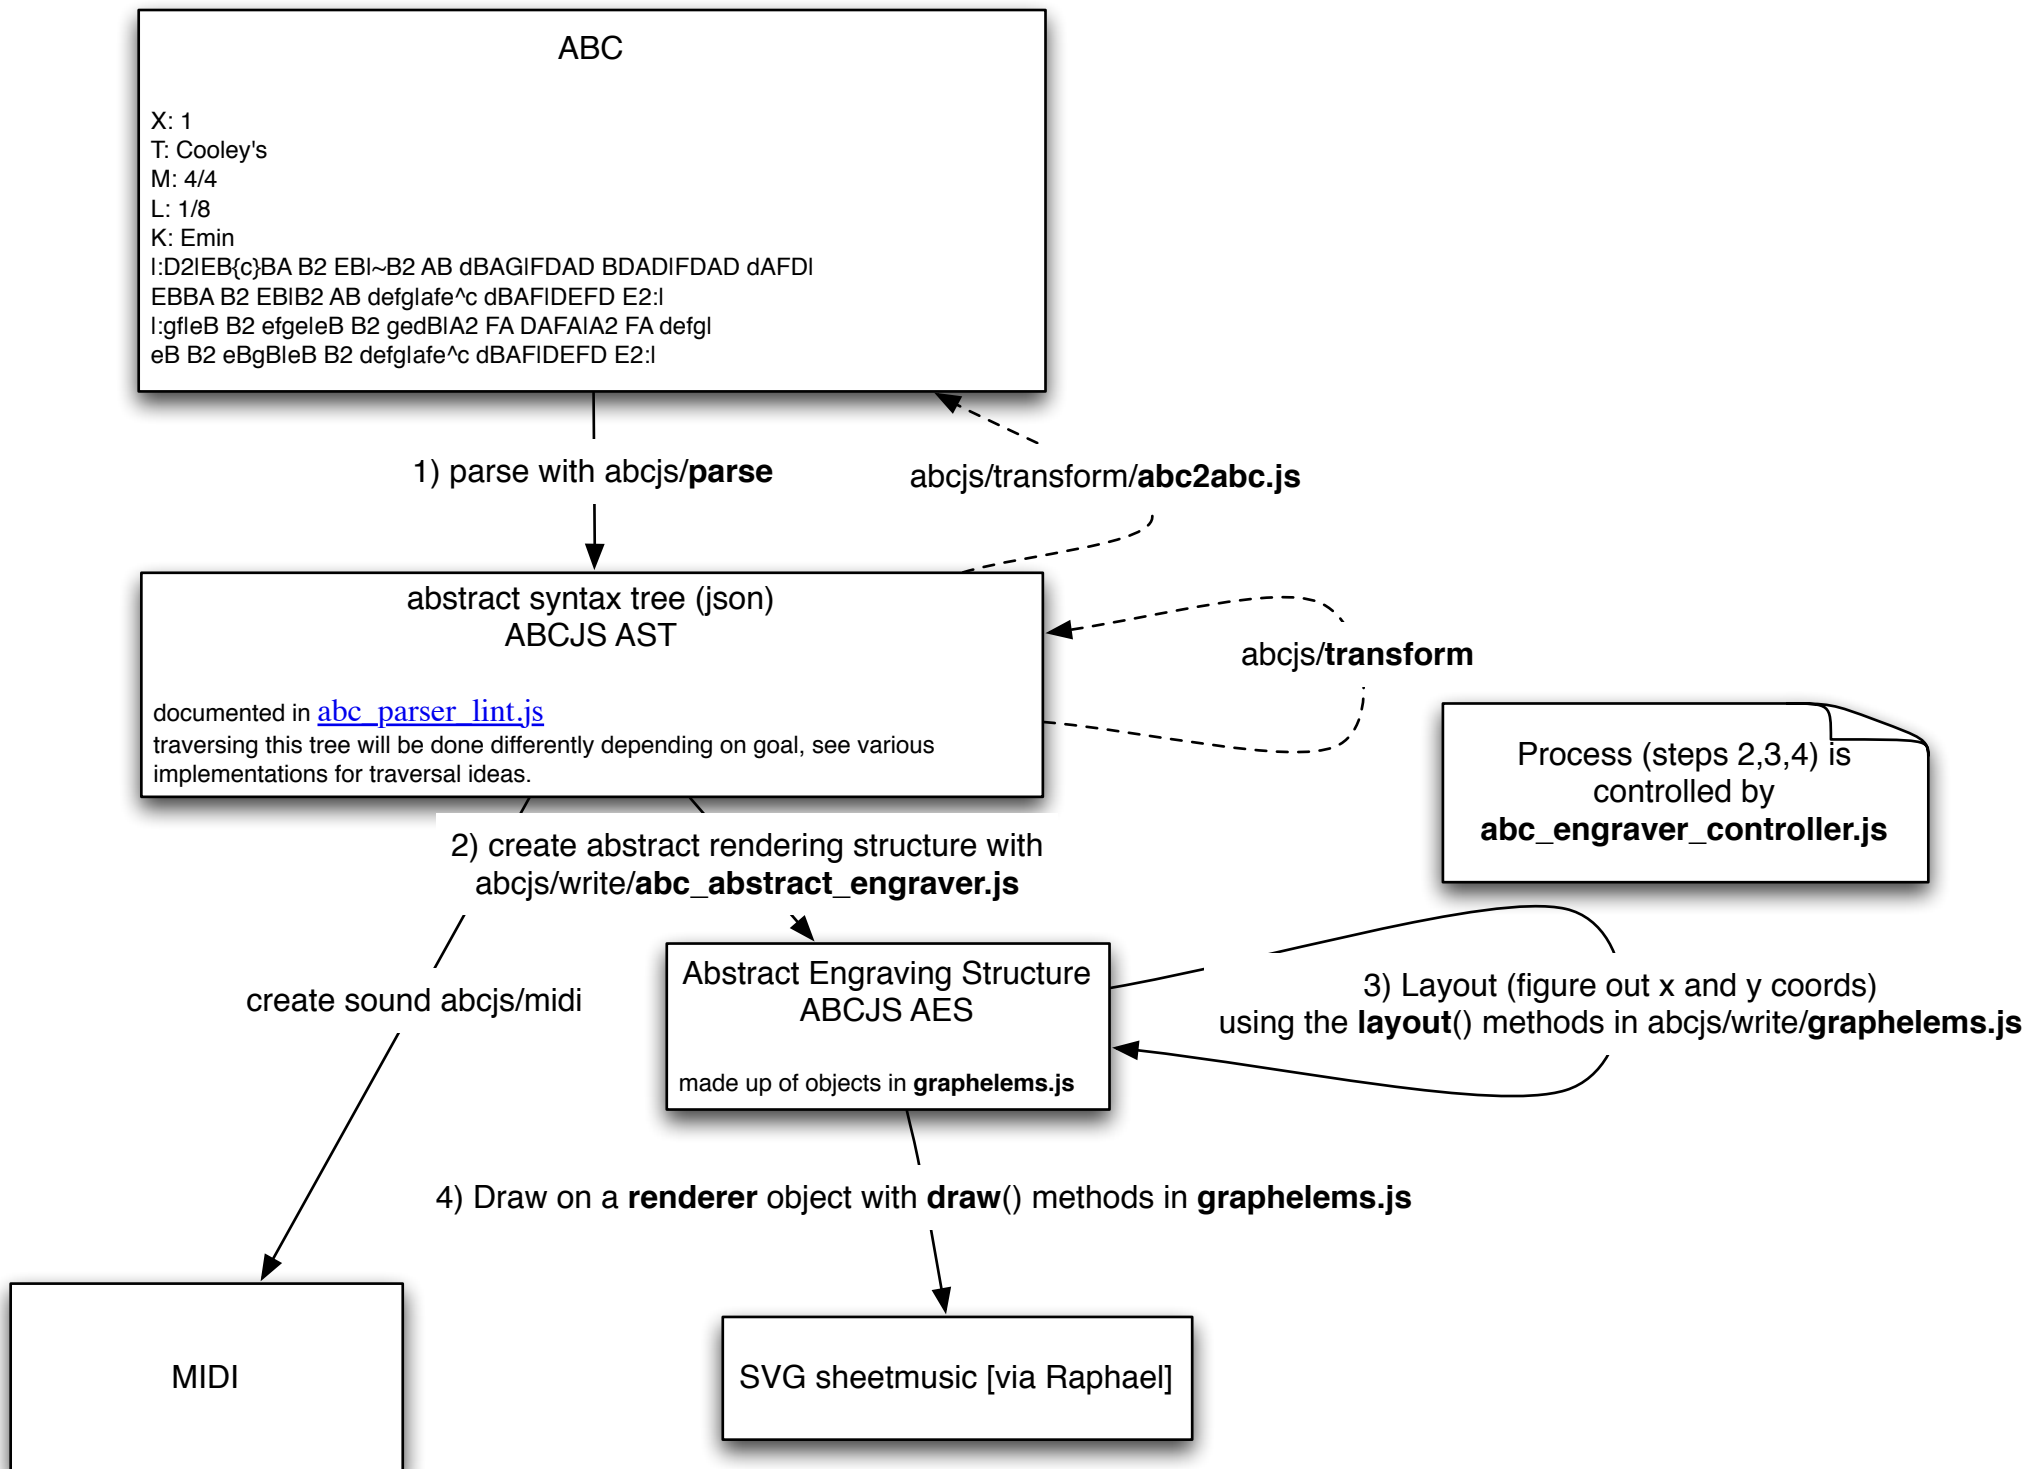 ABC
X: 1
T: Cooley's
M: 4/4
L: 1/8
K: Emin
|:D2|EB{c}BA B2 EB|~B2 AB dBAG|FDAD BDAD|FDAD dAFD|
EBBA B2 EB|B2 AB defg|afe^c dBAF|DEFD E2:|
|:gf|eB B2 efge|eB B2 gedB|A2 FA DAFA|A2 FA defg|
eB B2 eBgB|eB B2 defg|afe^c dBAF|DEFD E2:|
1) parse with abcjs/parse
abcjs/transform/abc2abc.js
abstract syntax tree (json)
ABCJS AST
documented in abc_parser_lint.js
traversing this tree will be done differently depending on goal, see various
implementations for traversal ideas.
abcjs/transform
Process (steps 2,3,4) is
controlled by
abc_engraver_controller.js
2) create abstract rendering structure with
abcjs/write/abc_abstract_engraver.js
create sound abcjs/midi
Abstract Engraving Structure
ABCJS AES
made up of objects in graphelems.js
3) Layout (figure out x and y coords)
using the layout() methods in abcjs/write/graphelems.js
4) Draw on a renderer object with draw() methods in graphelems.js
MIDI
SVG sheetmusic [via Raphael]